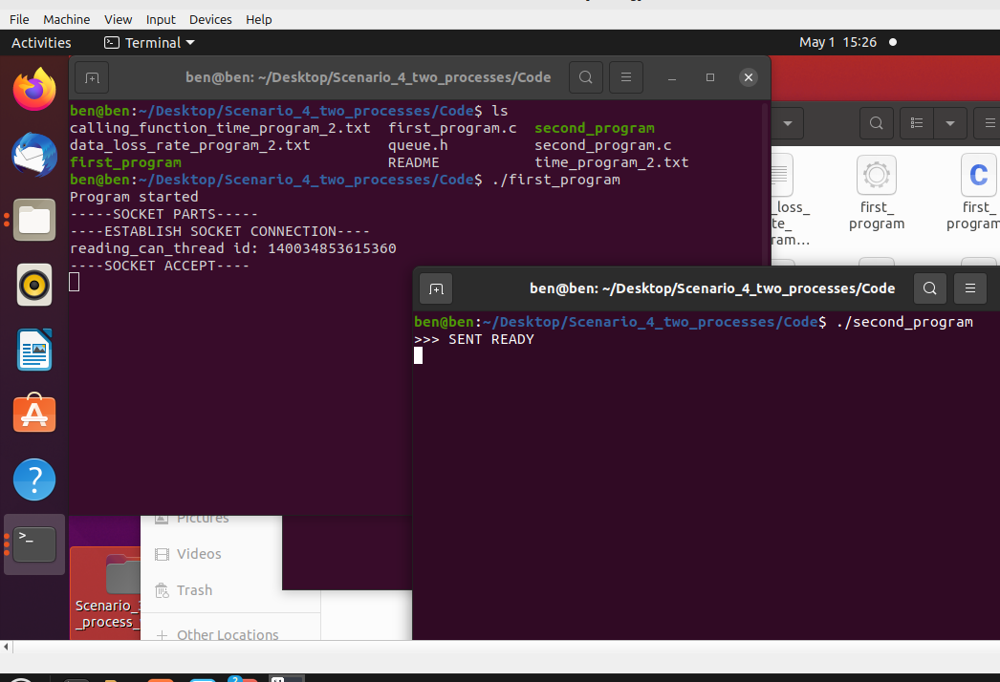 File Machine View Input Devices Help
Activities Terminal May 1 15:26
ben@ben: ~/Desktop/Scenario_4_two_processes/Code
ben@ben:~/Desktop/Scenario_4_two_processes/Code$ ls
calling_function_time_program_2.txt first_program.c second_program
data_loss_rate_program_2.txt queue.h second_program.c
first_program README time_program_2.txt
ben@ben:~/Desktop/Scenario_4_two_processes/Code$ ./first_program
Program started
-----SOCKET PARTS-----
----ESTABLISH SOCKET CONNECTION----
reading_can_thread id: 140034853615360
----SOCKET ACCEPT----
_loss_
te_
ram…
first_
program
first_
program
ben@ben: ~/Desktop/Scenario_4_two_processes/Code
ben@ben:~/Desktop/Scenario_4_two_processes/Code$ ./second_program
>>> SENT READY
Pictures
Videos
Trash
Other Locations
Scenario_
_process_